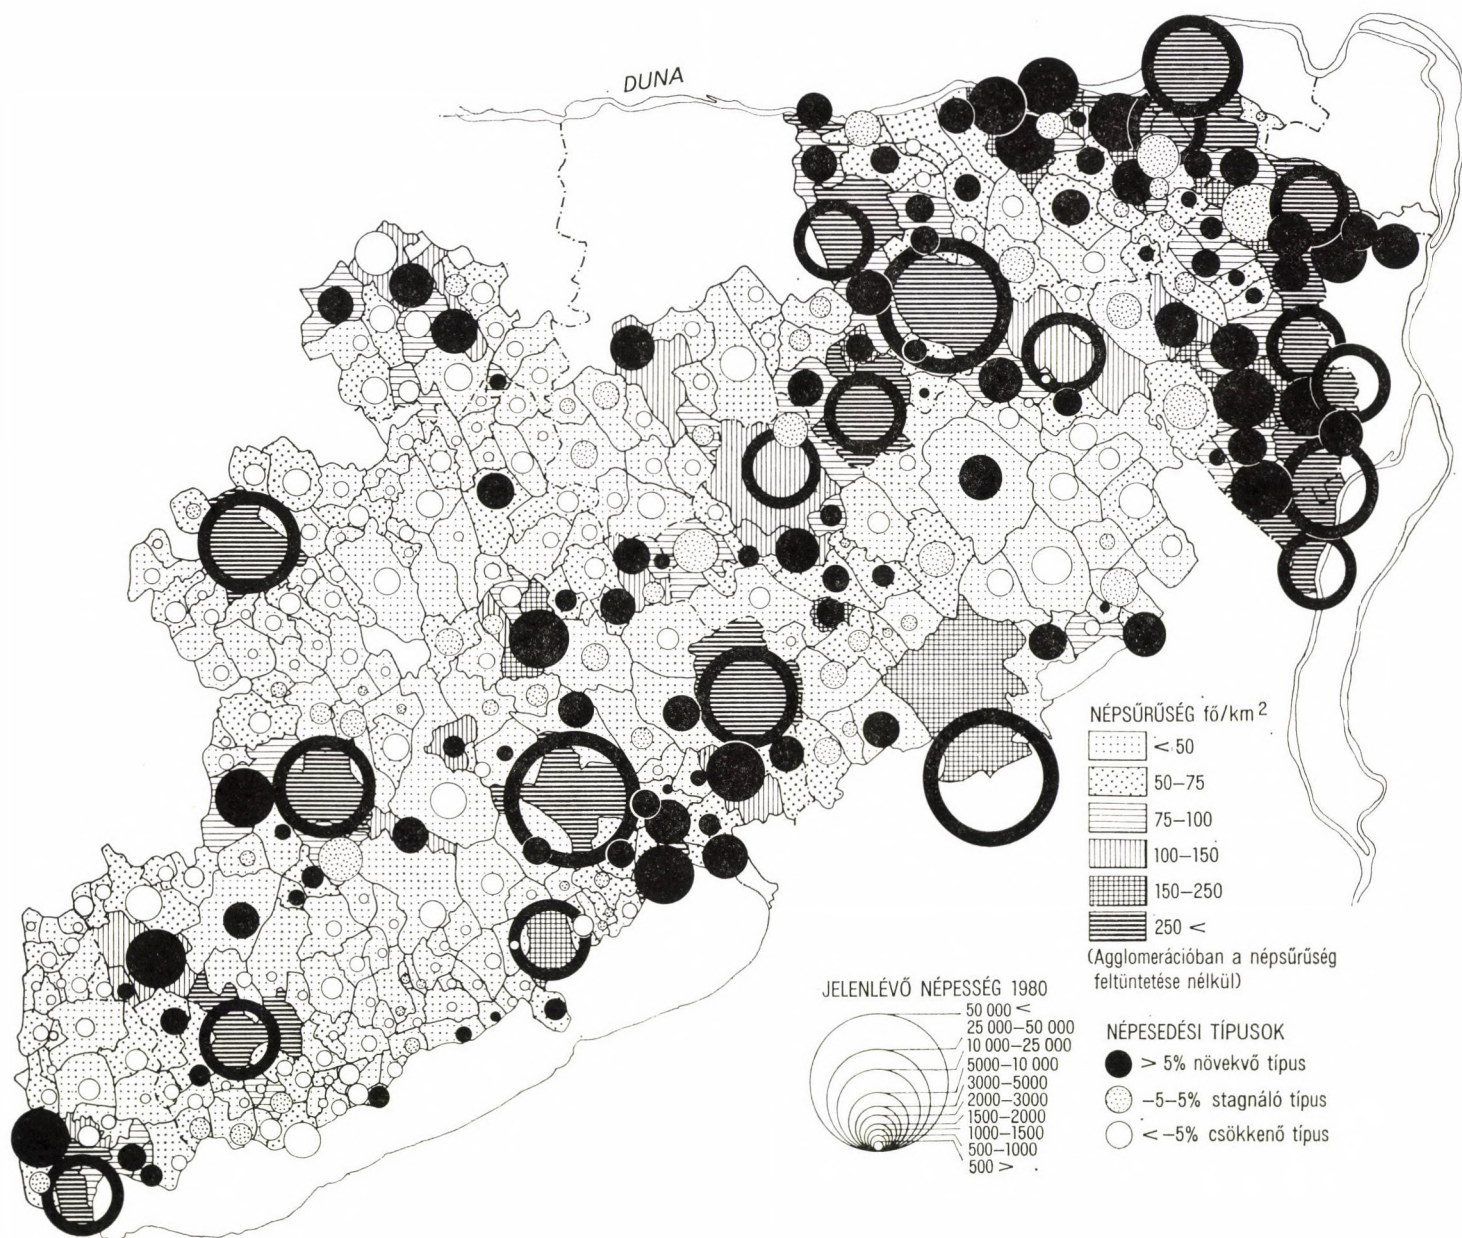 DUNA
NÉPSŰRŰSÉG fő/km²
< 50
50–75
75–100
100–150
150–250
250 <
(Agglomerációban a népsűrűség
feltüntetése nélkül)
JELENLÉVŐ NÉPESSÉG 1980
50 000 <
25 000–50 000
10 000–25 000
5000–10 000
3000–5000
2000–3000
1500–2000
1000–1500
500–1000
500 >
NÉPESEDÉSI TÍPUSOK
> 5% növekvő típus
–5–5% stagnáló típus
< –5% csökkenő típus